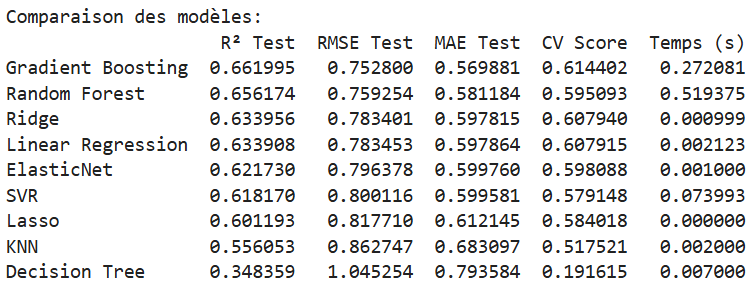 Comparaison des modèles:
R² Test RMSE Test MAE Test CV Score Temps (s)
Gradient Boosting 0.661995 0.752800 0.569881 0.614402 0.272081
Random Forest 0.656174 0.759254 0.581184 0.595093 0.519375
Ridge 0.633956 0.783401 0.597815 0.607940 0.000999
Linear Regression 0.633908 0.783453 0.597864 0.607915 0.002123
ElasticNet 0.621730 0.796378 0.599760 0.598088 0.001000
SVR 0.618170 0.800116 0.599581 0.579148 0.073993
Lasso 0.601193 0.817710 0.612145 0.584018 0.000000
KNN 0.556053 0.862747 0.683097 0.517521 0.002000
Decision Tree 0.348359 1.045254 0.793584 0.191615 0.007000